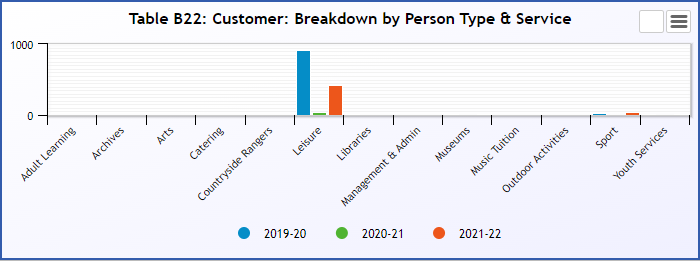 Table B22: Customer: Breakdown by Person Type & Service
1000
0
Adult Learning
Archives
Arts
Catering
Countryside Rangers
Leisure
Libraries
Management & Admin
Museums
Music Tuition
Outdoor Activities
Sport
Youth Services
2019-20 2020-21 2021-22